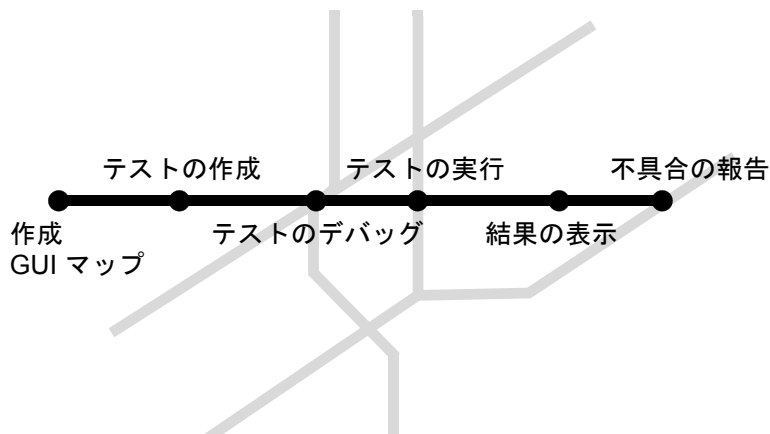 テストの作成
テストの実行
不具合の報告
作成
GUI マップ
テストのデバッグ
結果の表示